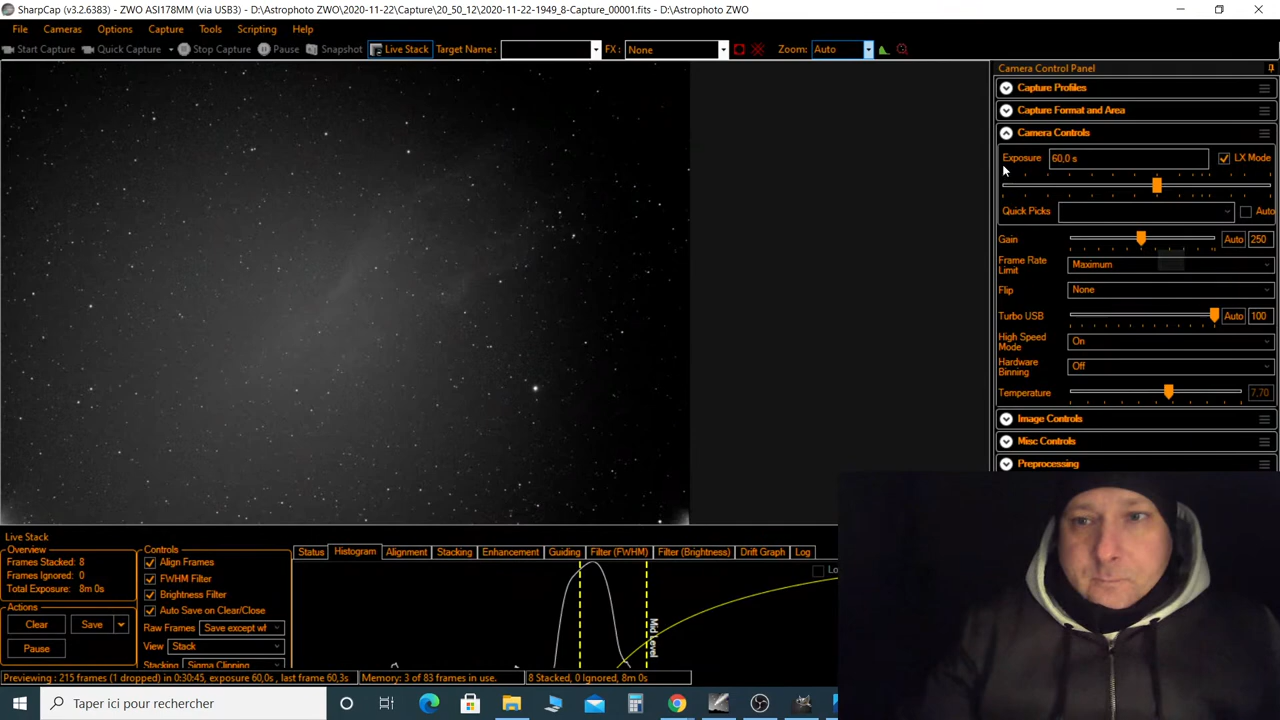 SharpCap (v3.2.6383) - ZWO ASI178MM (via USB3) - D:\Astrophoto ZWO\2020-11-22\Capture\20_50_12\2020-11-22-1949_8-Capture_00001.fits - D:\Astrophoto ZWO
File Cameras Options Capture Tools Scripting Help
Start Capture Quick Capture Stop Capture Pause Snapshot Live Stack Target Name : FX : None Zoom: Auto
Camera Control Panel
Capture Profiles
Capture Format and Area
Camera Controls
Exposure 60,0 s LX Mode
Quick Picks Auto
Gain Auto 250
Frame Rate Limit Maximum
Flip None
Turbo USB Auto 100
High Speed Mode On
Hardware Binning Off
Temperature 7,70
Image Controls
Misc Controls
Preprocessing
Live Stack
Overview
Frames Stacked: 8
Frames Ignored: 0
Total Exposure: 8m 0s
Actions
Clear Save
Pause
Controls
Align Frames
FWHM Filter
Brightness Filter
Auto Save on Clear/Close
Raw Frames
View Stack
Stacking Sigma Clipping
Status Histogram Alignment Stacking Enhancement Guiding Filter (FWHM) Filter (Brightness) Drift Graph Log
Mid Level
Previewing : 215 frames (1 dropped) in 0:30:45, exposure 60,0s , last frame 60,3s Memory: 3 of 83 frames in use. 8 Stacked, 0 Ignored, 8m 0s
Taper ici pour rechercher